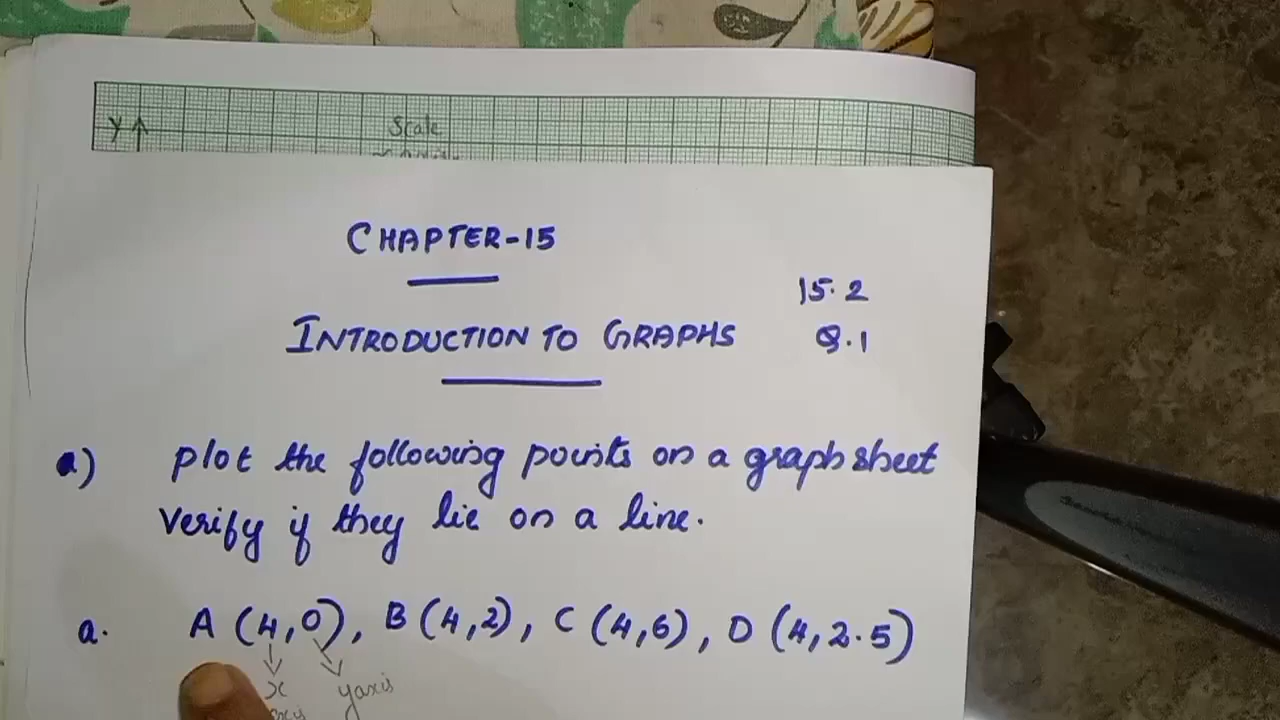 Y
Scale
CHAPTER-15
15.2
INTRODUCTION TO GRAPHS
Q.1
a) plot the following points on a graph sheet
verify if they lie on a line.
a. A (4,0), B (4,2), C (4,6), D (4,2.5)
x yaxis